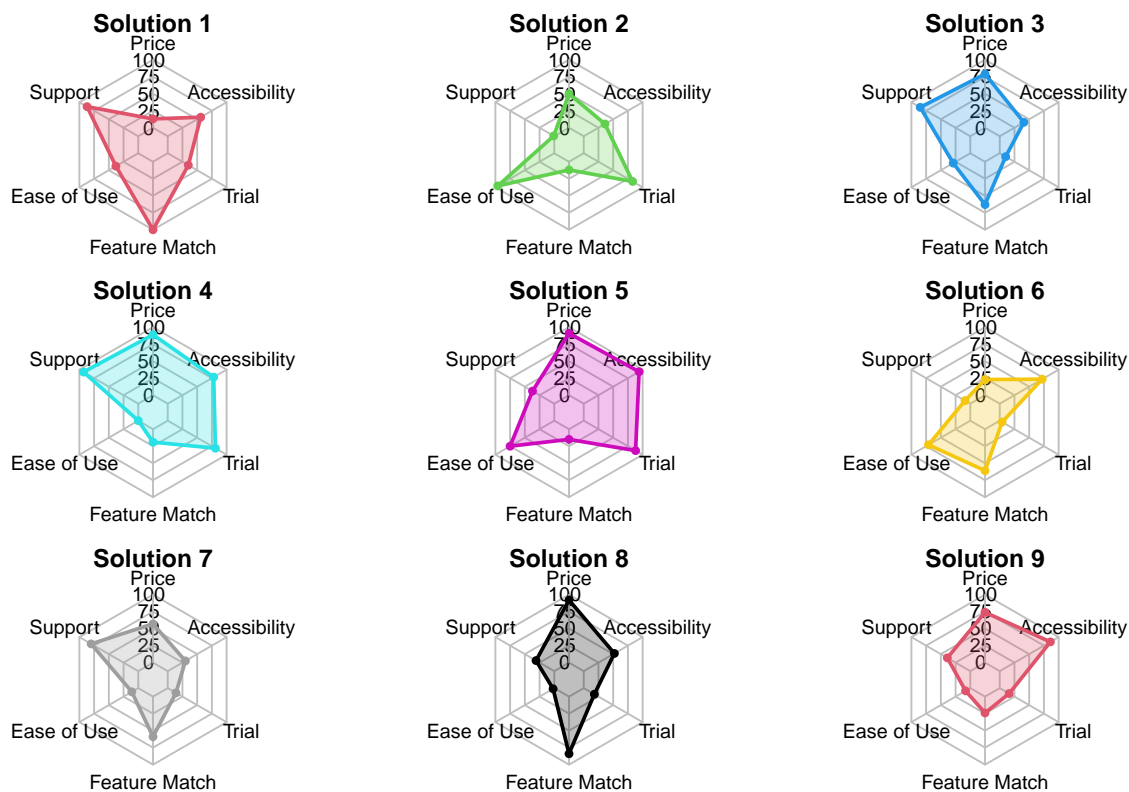 Solution 1
Price
100
75
50
25
0
Support
Accessibility
Ease of Use
Trial
Feature Match
Solution 2
Price
100
75
50
25
0
Support
Accessibility
Ease of Use
Trial
Feature Match
Solution 3
Price
100
75
50
25
0
Support
Accessibility
Ease of Use
Trial
Feature Match
Solution 4
Price
100
75
50
25
0
Support
Accessibility
Ease of Use
Trial
Feature Match
Solution 5
Price
100
75
50
25
0
Support
Accessibility
Ease of Use
Trial
Feature Match
Solution 6
Price
100
75
50
25
0
Support
Accessibility
Ease of Use
Trial
Feature Match
Solution 7
Price
100
75
50
25
0
Support
Accessibility
Ease of Use
Trial
Feature Match
Solution 8
Price
100
75
50
25
0
Support
Accessibility
Ease of Use
Trial
Feature Match
Solution 9
Price
100
75
50
25
0
Support
Accessibility
Ease of Use
Trial
Feature Match